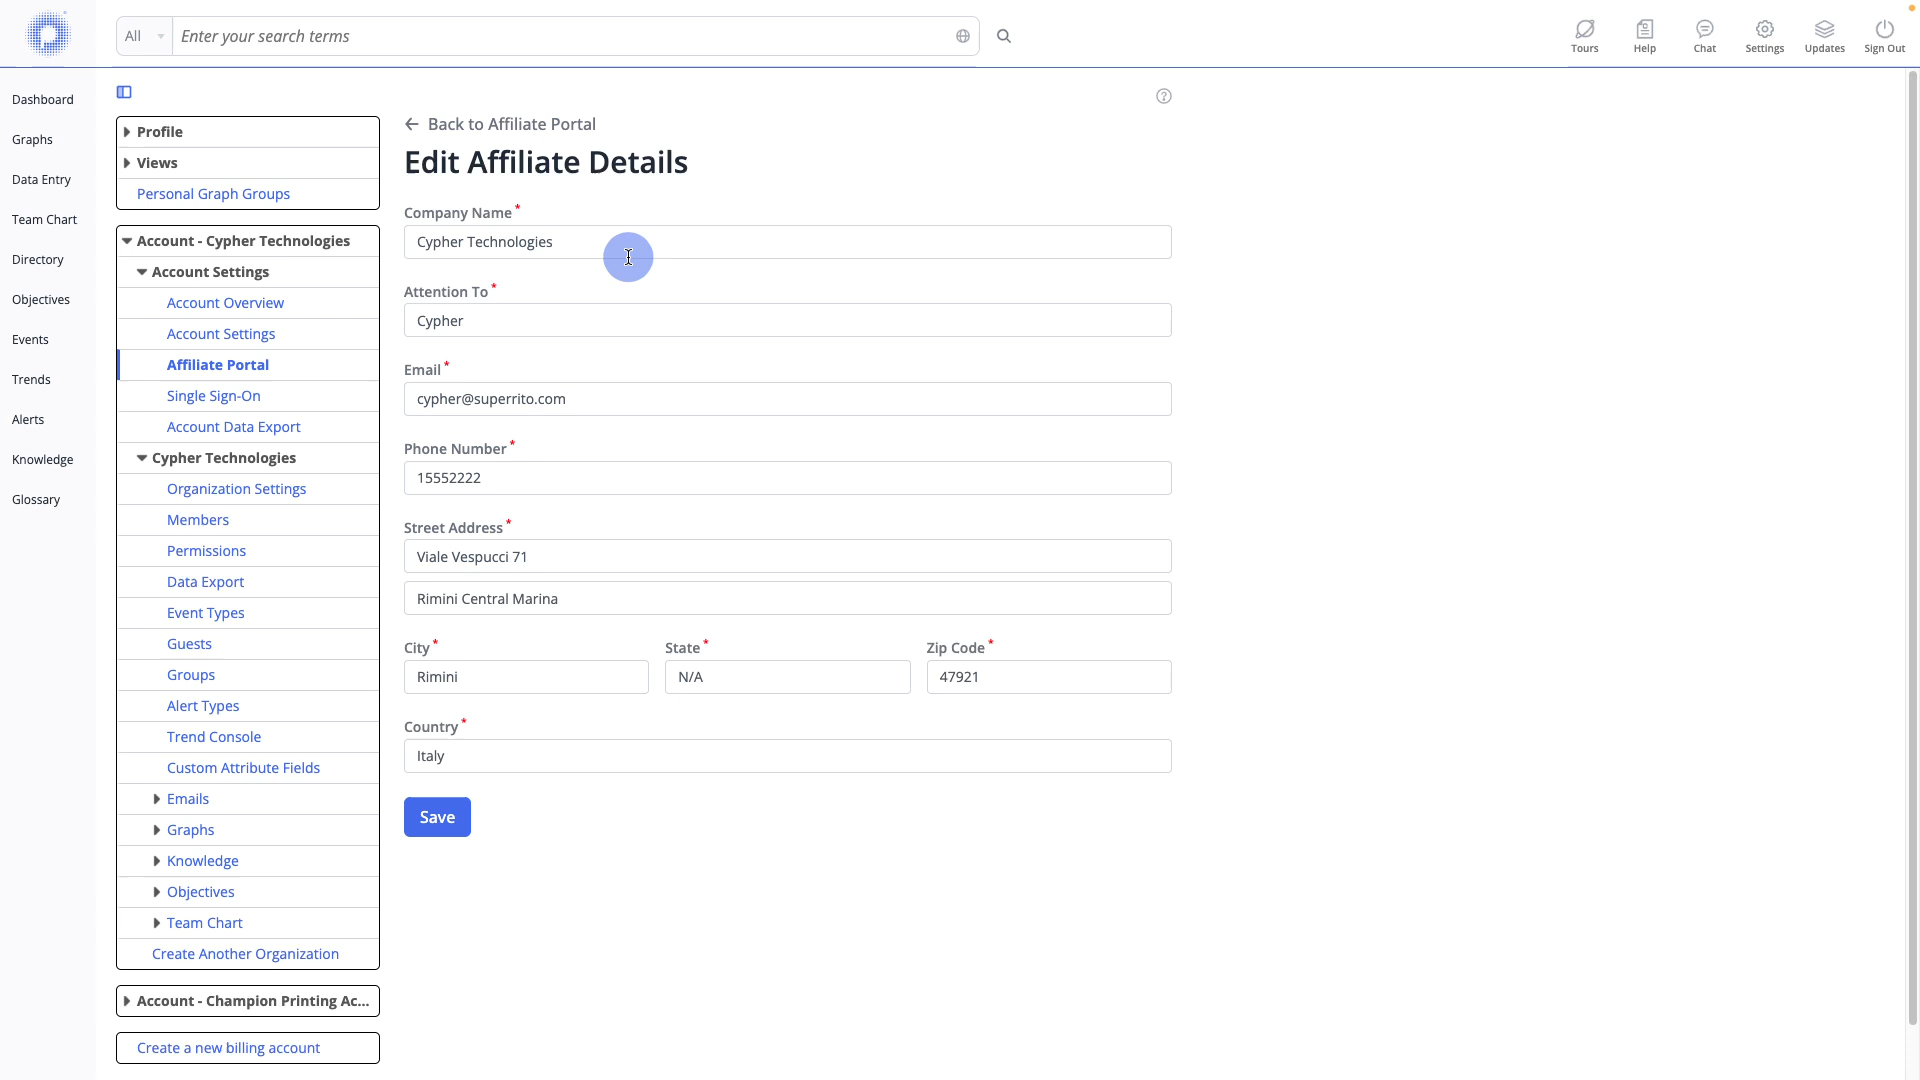 All
Enter your search terms
Tours
Help
Chat
Settings
Updates
Sign Out
Dashboard
Graphs
Data Entry
Team Chart
Directory
Objectives
Events
Trends
Alerts
Knowledge
Glossary
Profile
Views
Personal Graph Groups
Account - Cypher Technologies
Account Settings
Account Overview
Account Settings
Affiliate Portal
Single Sign-On
Account Data Export
Cypher Technologies
Organization Settings
Members
Permissions
Data Export
Event Types
Guests
Groups
Alert Types
Trend Console
Custom Attribute Fields
Emails
Graphs
Knowledge
Objectives
Team Chart
Create Another Organization
Account - Champion Printing Ac...
Create a new billing account
Back to Affiliate Portal
Edit Affiliate Details
Company Name *
Cypher Technologies
Attention To *
Cypher
Email *
cypher@superrito.com
Phone Number *
15552222
Street Address *
Viale Vespucci 71
Rimini Central Marina
City * State * Zip Code *
Rimini N/A 47921
Country *
Italy
Save